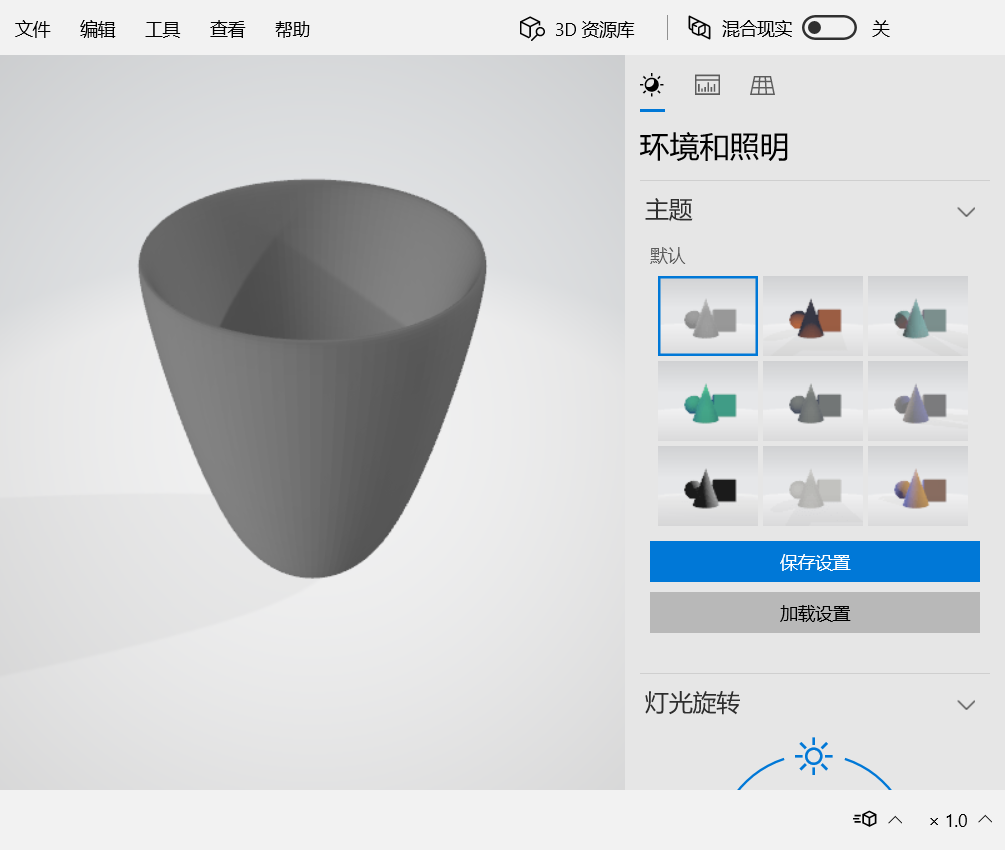 文件 编辑 工具 查看 帮助 3D 资源库 混合现实 关
环境和照明
主题
默认
保存设置
加载设置
灯光旋转
× 1.0